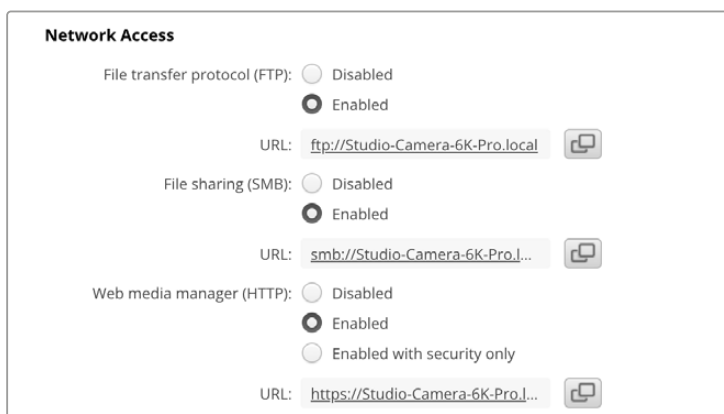 Network Access
File transfer protocol (FTP): Disabled
Enabled
URL: ftp://Studio-Camera-6K-Pro.local
File sharing (SMB): Disabled
Enabled
URL: smb://Studio-Camera-6K-Pro.l...
Web media manager (HTTP): Disabled
Enabled
Enabled with security only
URL: https://Studio-Camera-6K-Pro.l...